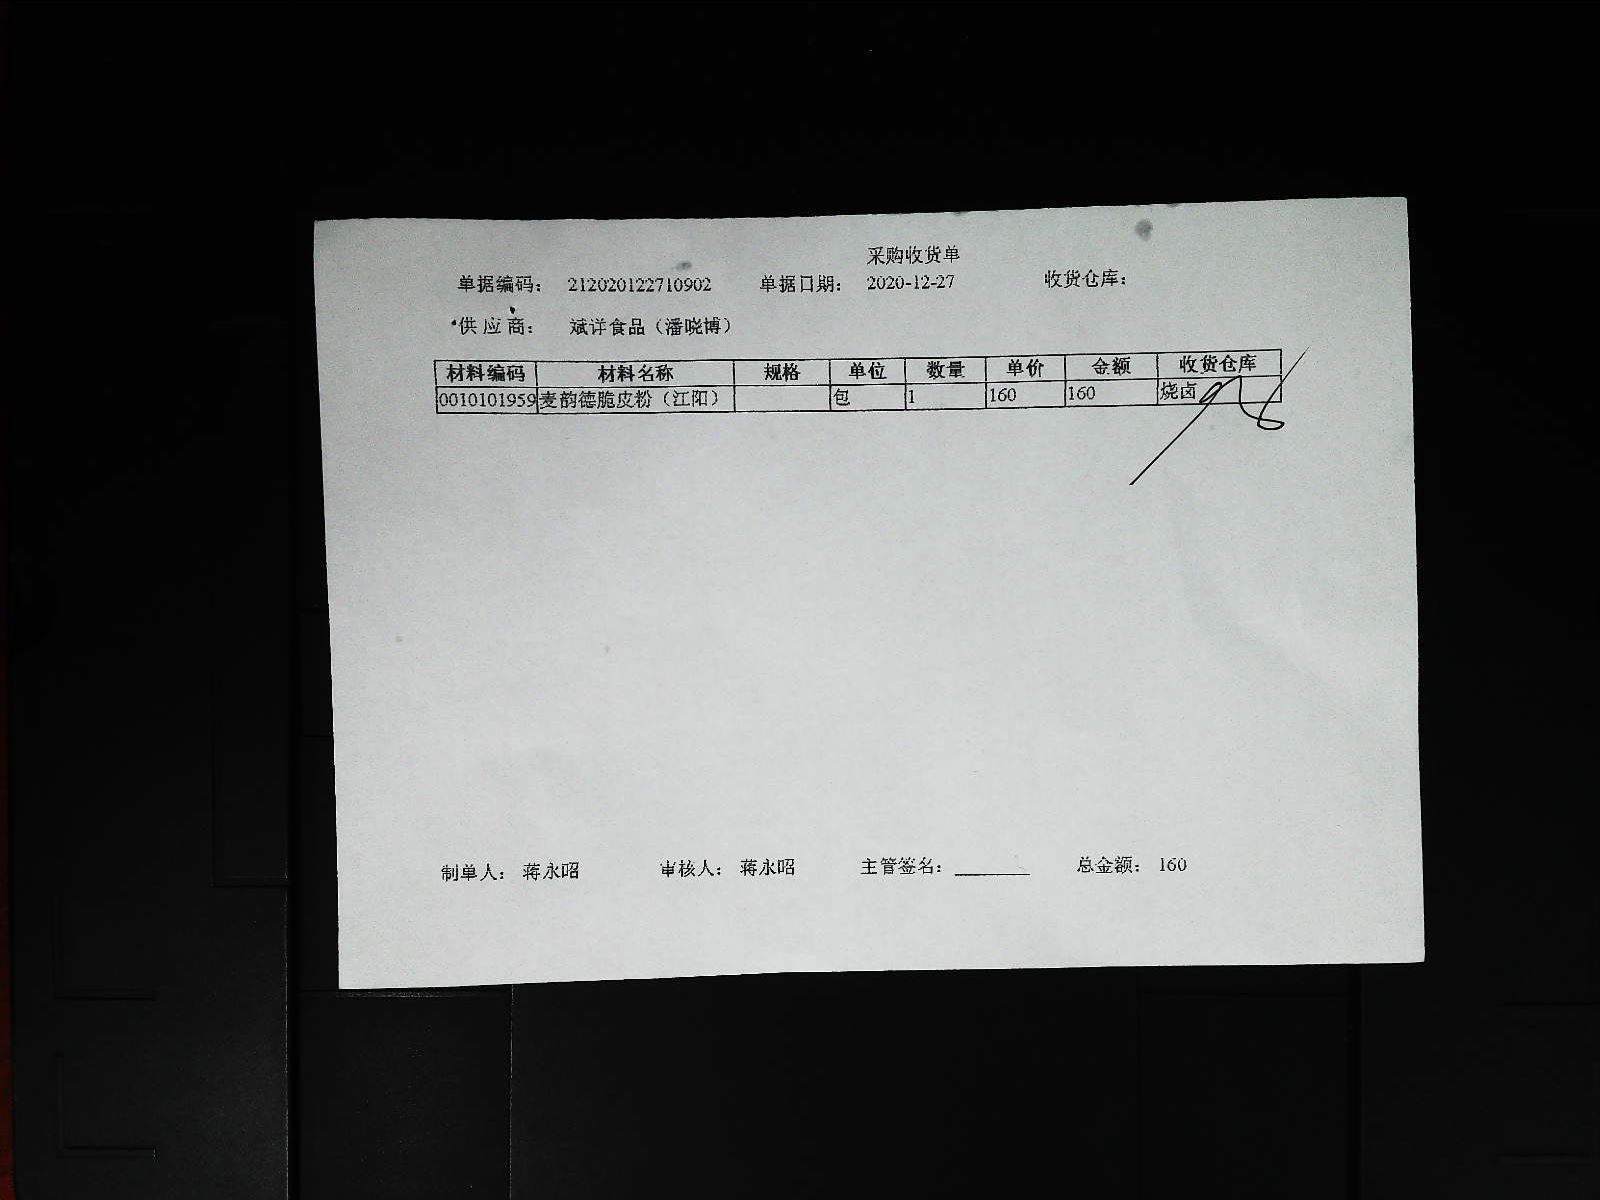 采购收货单
单据编码： 212020122710902 单据日期： 2020-12-27 收货仓库：
供应商： 斌详食品（潘晓博）
材料编码 材料名称 规格 单位 数量 单价 金额 收货仓库
0010101959 麦韵德脆皮粉（江阳） 包 1 160 160 烧卤
制单人： 蒋永昭 审核人： 蒋永昭 主管签名： 总金额： 160